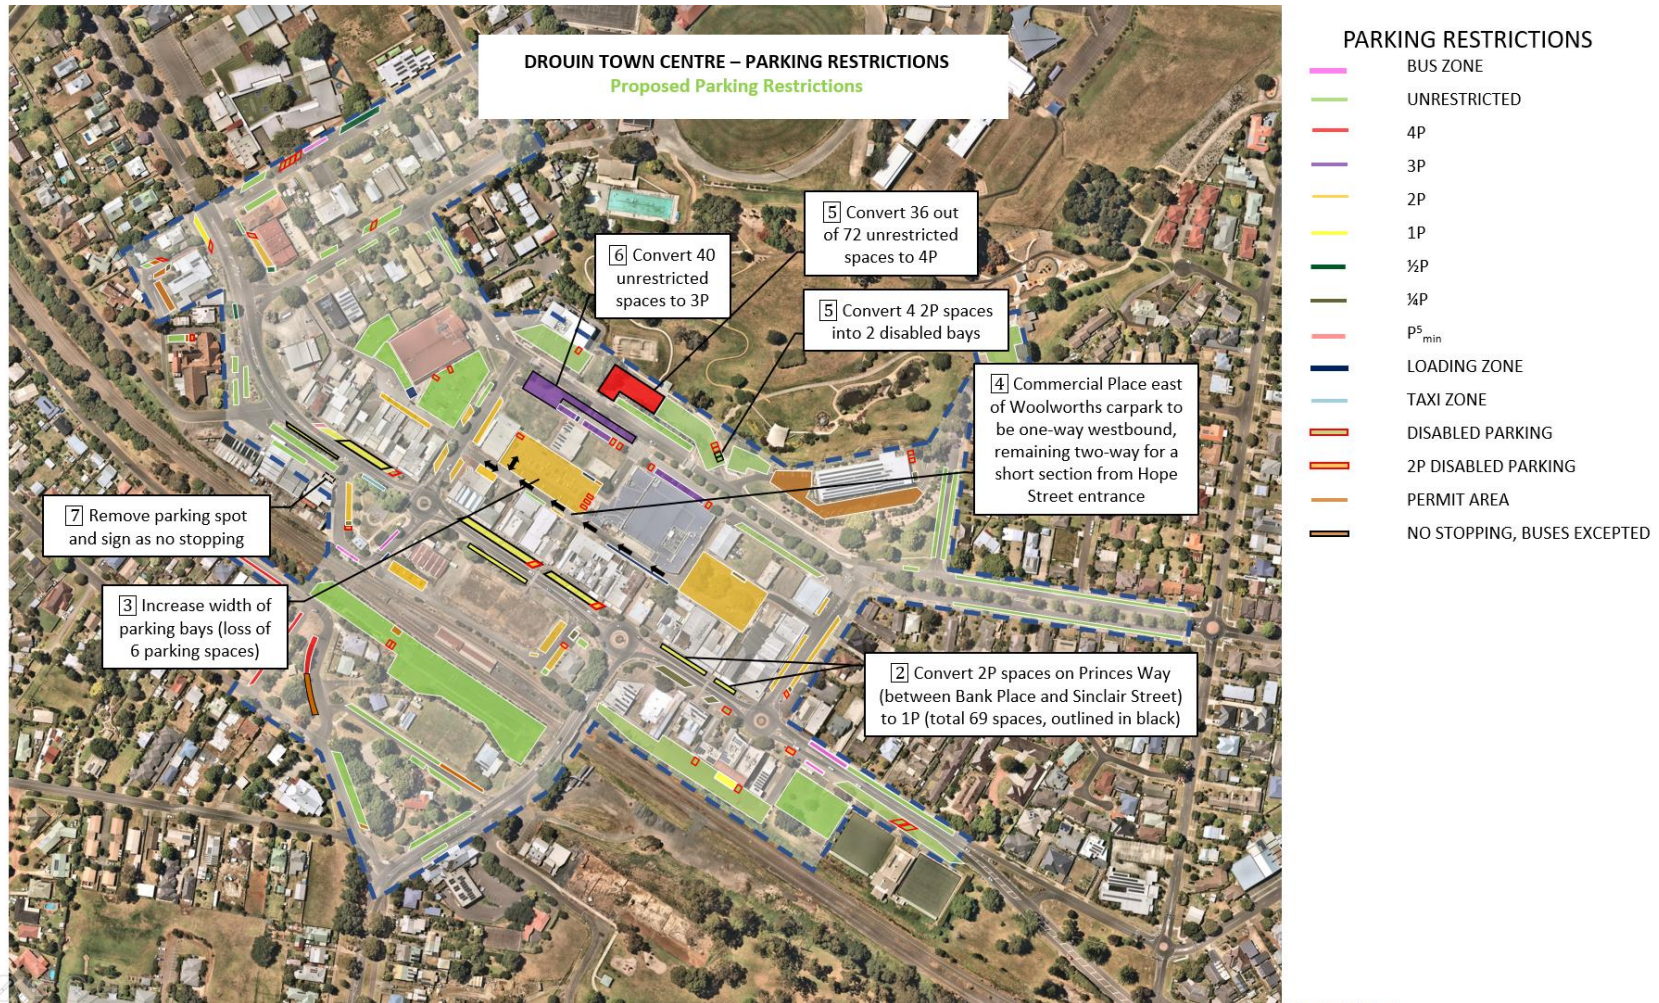 DROUIN TOWN CENTRE – PARKING RESTRICTIONS
Proposed Parking Restrictions
5 Convert 36 out
of 72 unrestricted
spaces to 4P
6 Convert 40
unrestricted
spaces to 3P
5 Convert 4 2P spaces
into 2 disabled bays
4 Commercial Place east
of Woolworths carpark to
be one-way westbound,
remaining two-way for a
short section from Hope
Street entrance
7 Remove parking spot
and sign as no stopping
3 Increase width of
parking bays (loss of
6 parking spaces)
2 Convert 2P spaces on Princes Way
(between Bank Place and Sinclair Street)
to 1P (total 69 spaces, outlined in black)
PARKING RESTRICTIONS
BUS ZONE
UNRESTRICTED
4P
3P
2P
1P
½P
¼P
P⁵min
LOADING ZONE
TAXI ZONE
DISABLED PARKING
2P DISABLED PARKING
PERMIT AREA
NO STOPPING, BUSES EXCEPTED